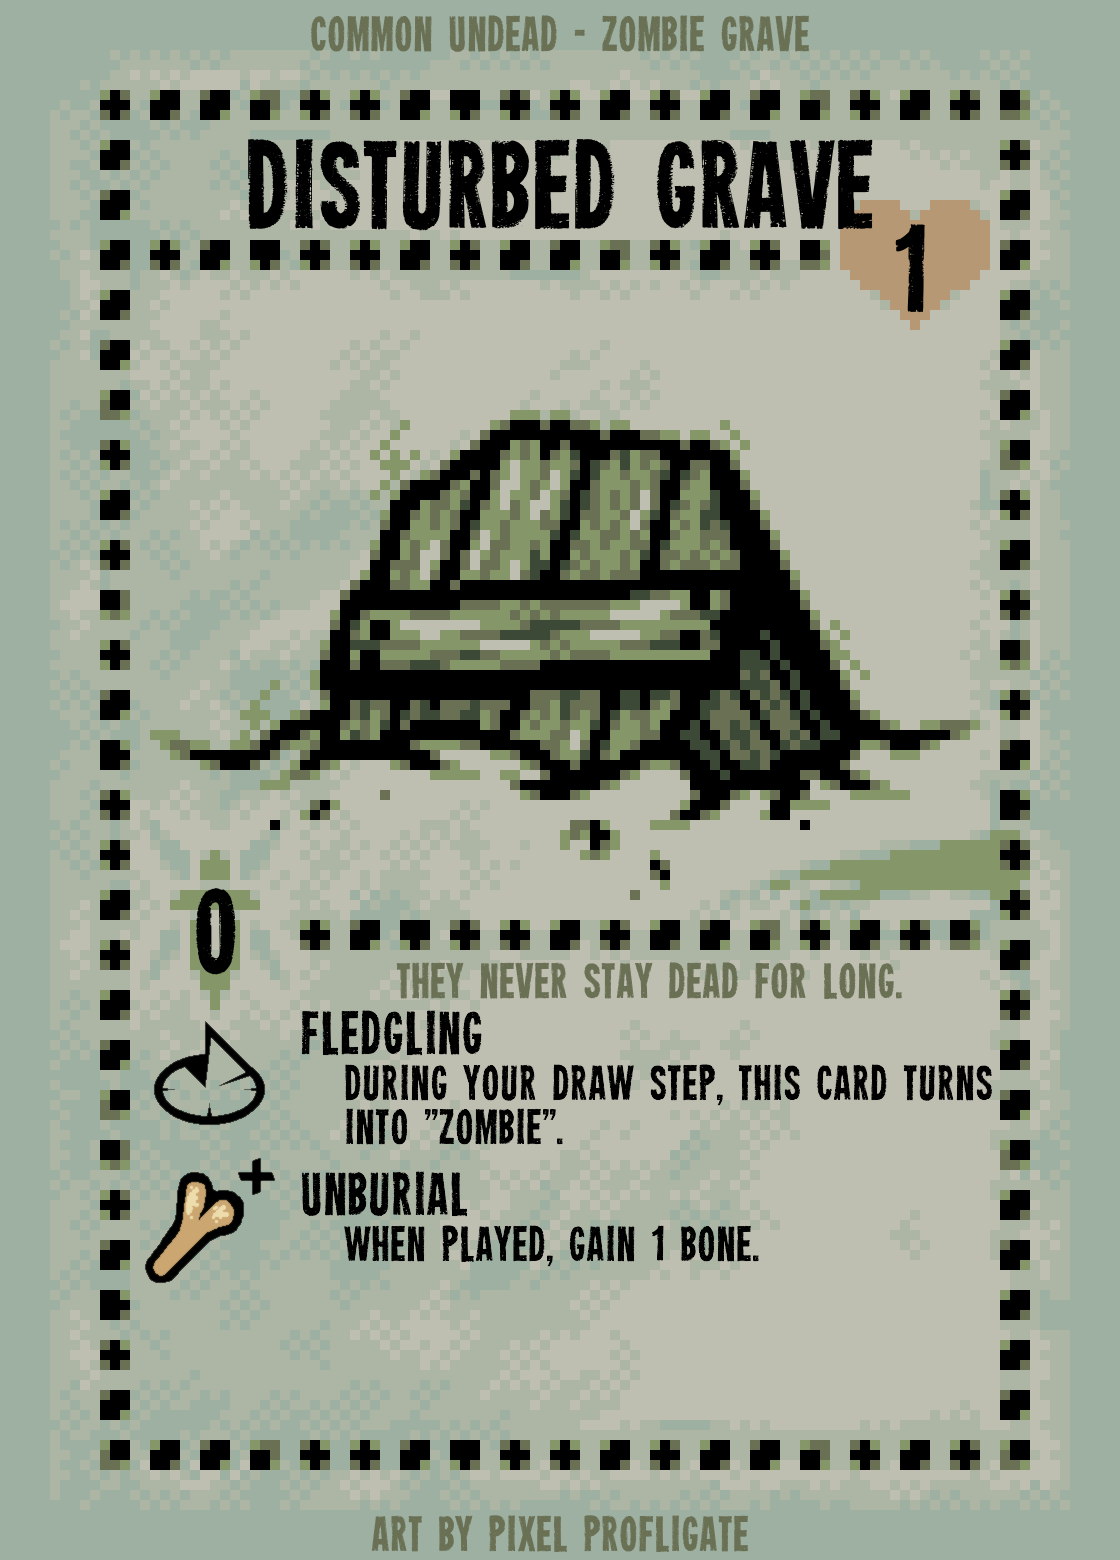 COMMON UNDEAD - ZOMBIE GRAVE
DISTURBED GRAVE
1
0
THEY NEVER STAY DEAD FOR LONG.
FLEDGLING
DURING YOUR DRAW STEP, THIS CARD TURNS
INTO "ZOMBIE".
UNBURIAL
WHEN PLAYED, GAIN 1 BONE.
ART BY PIXEL PROFLIGATE